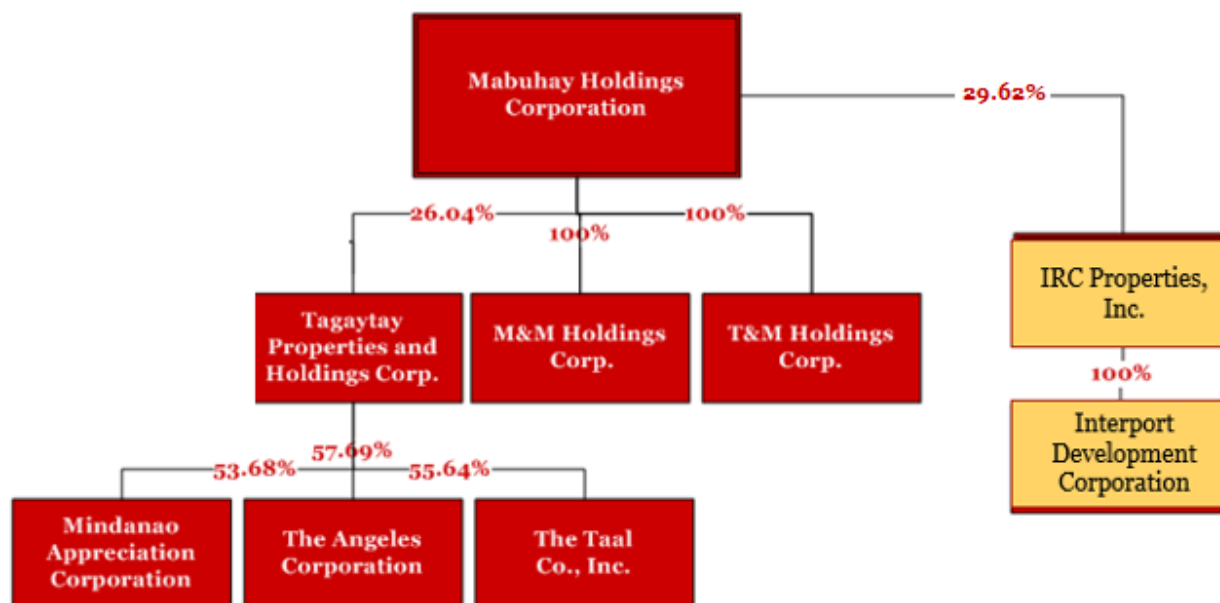 Mabuhay Holdings
Corporation
29.62%
26.04%
100%
100%
IRC Properties,
Inc.
Tagaytay
Properties and
Holdings Corp.
M&M Holdings
Corp.
T&M Holdings
Corp.
100%
Interport
Development
Corporation
53.68%
57.69%
55.64%
Mindanao
Appreciation
Corporation
The Angeles
Corporation
The Taal
Co., Inc.